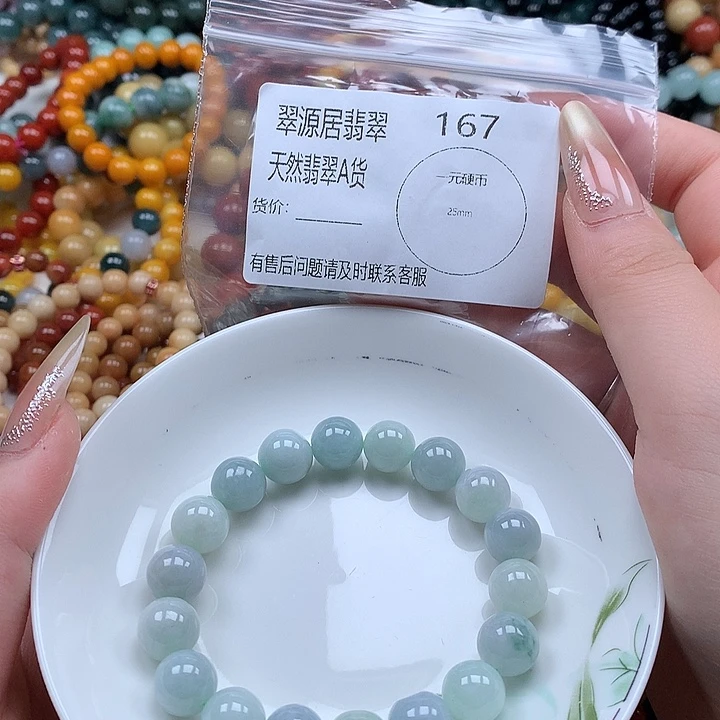 翠源居翡翠 167
天然翡翠A货
一元硬币
25mm
货价：
有售后问题请及时联系客服